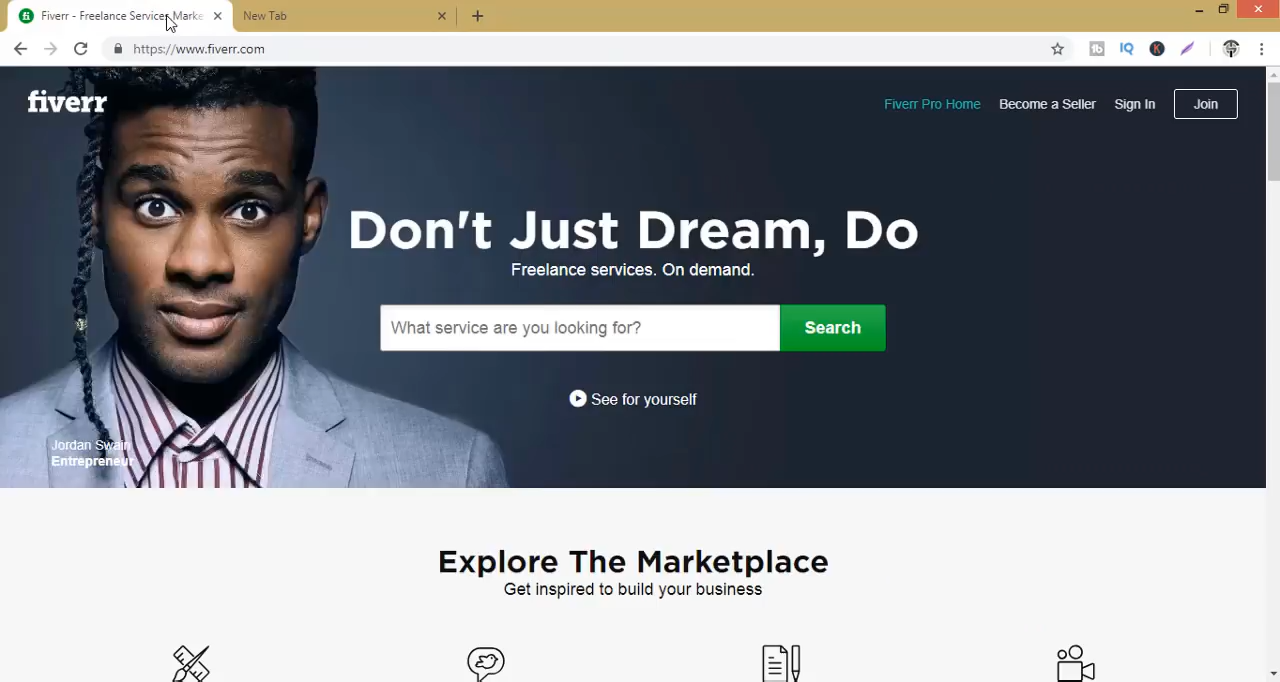 Fiverr - Freelance Services Marke
New Tab
https://www.fiverr.com
fiverr
Fiverr Pro Home
Become a Seller
Sign In
Join
Don't Just Dream, Do
Freelance services. On demand.
What service are you looking for?
Search
See for yourself
Jordan Swain
Entrepreneur
Explore The Marketplace
Get inspired to build your business